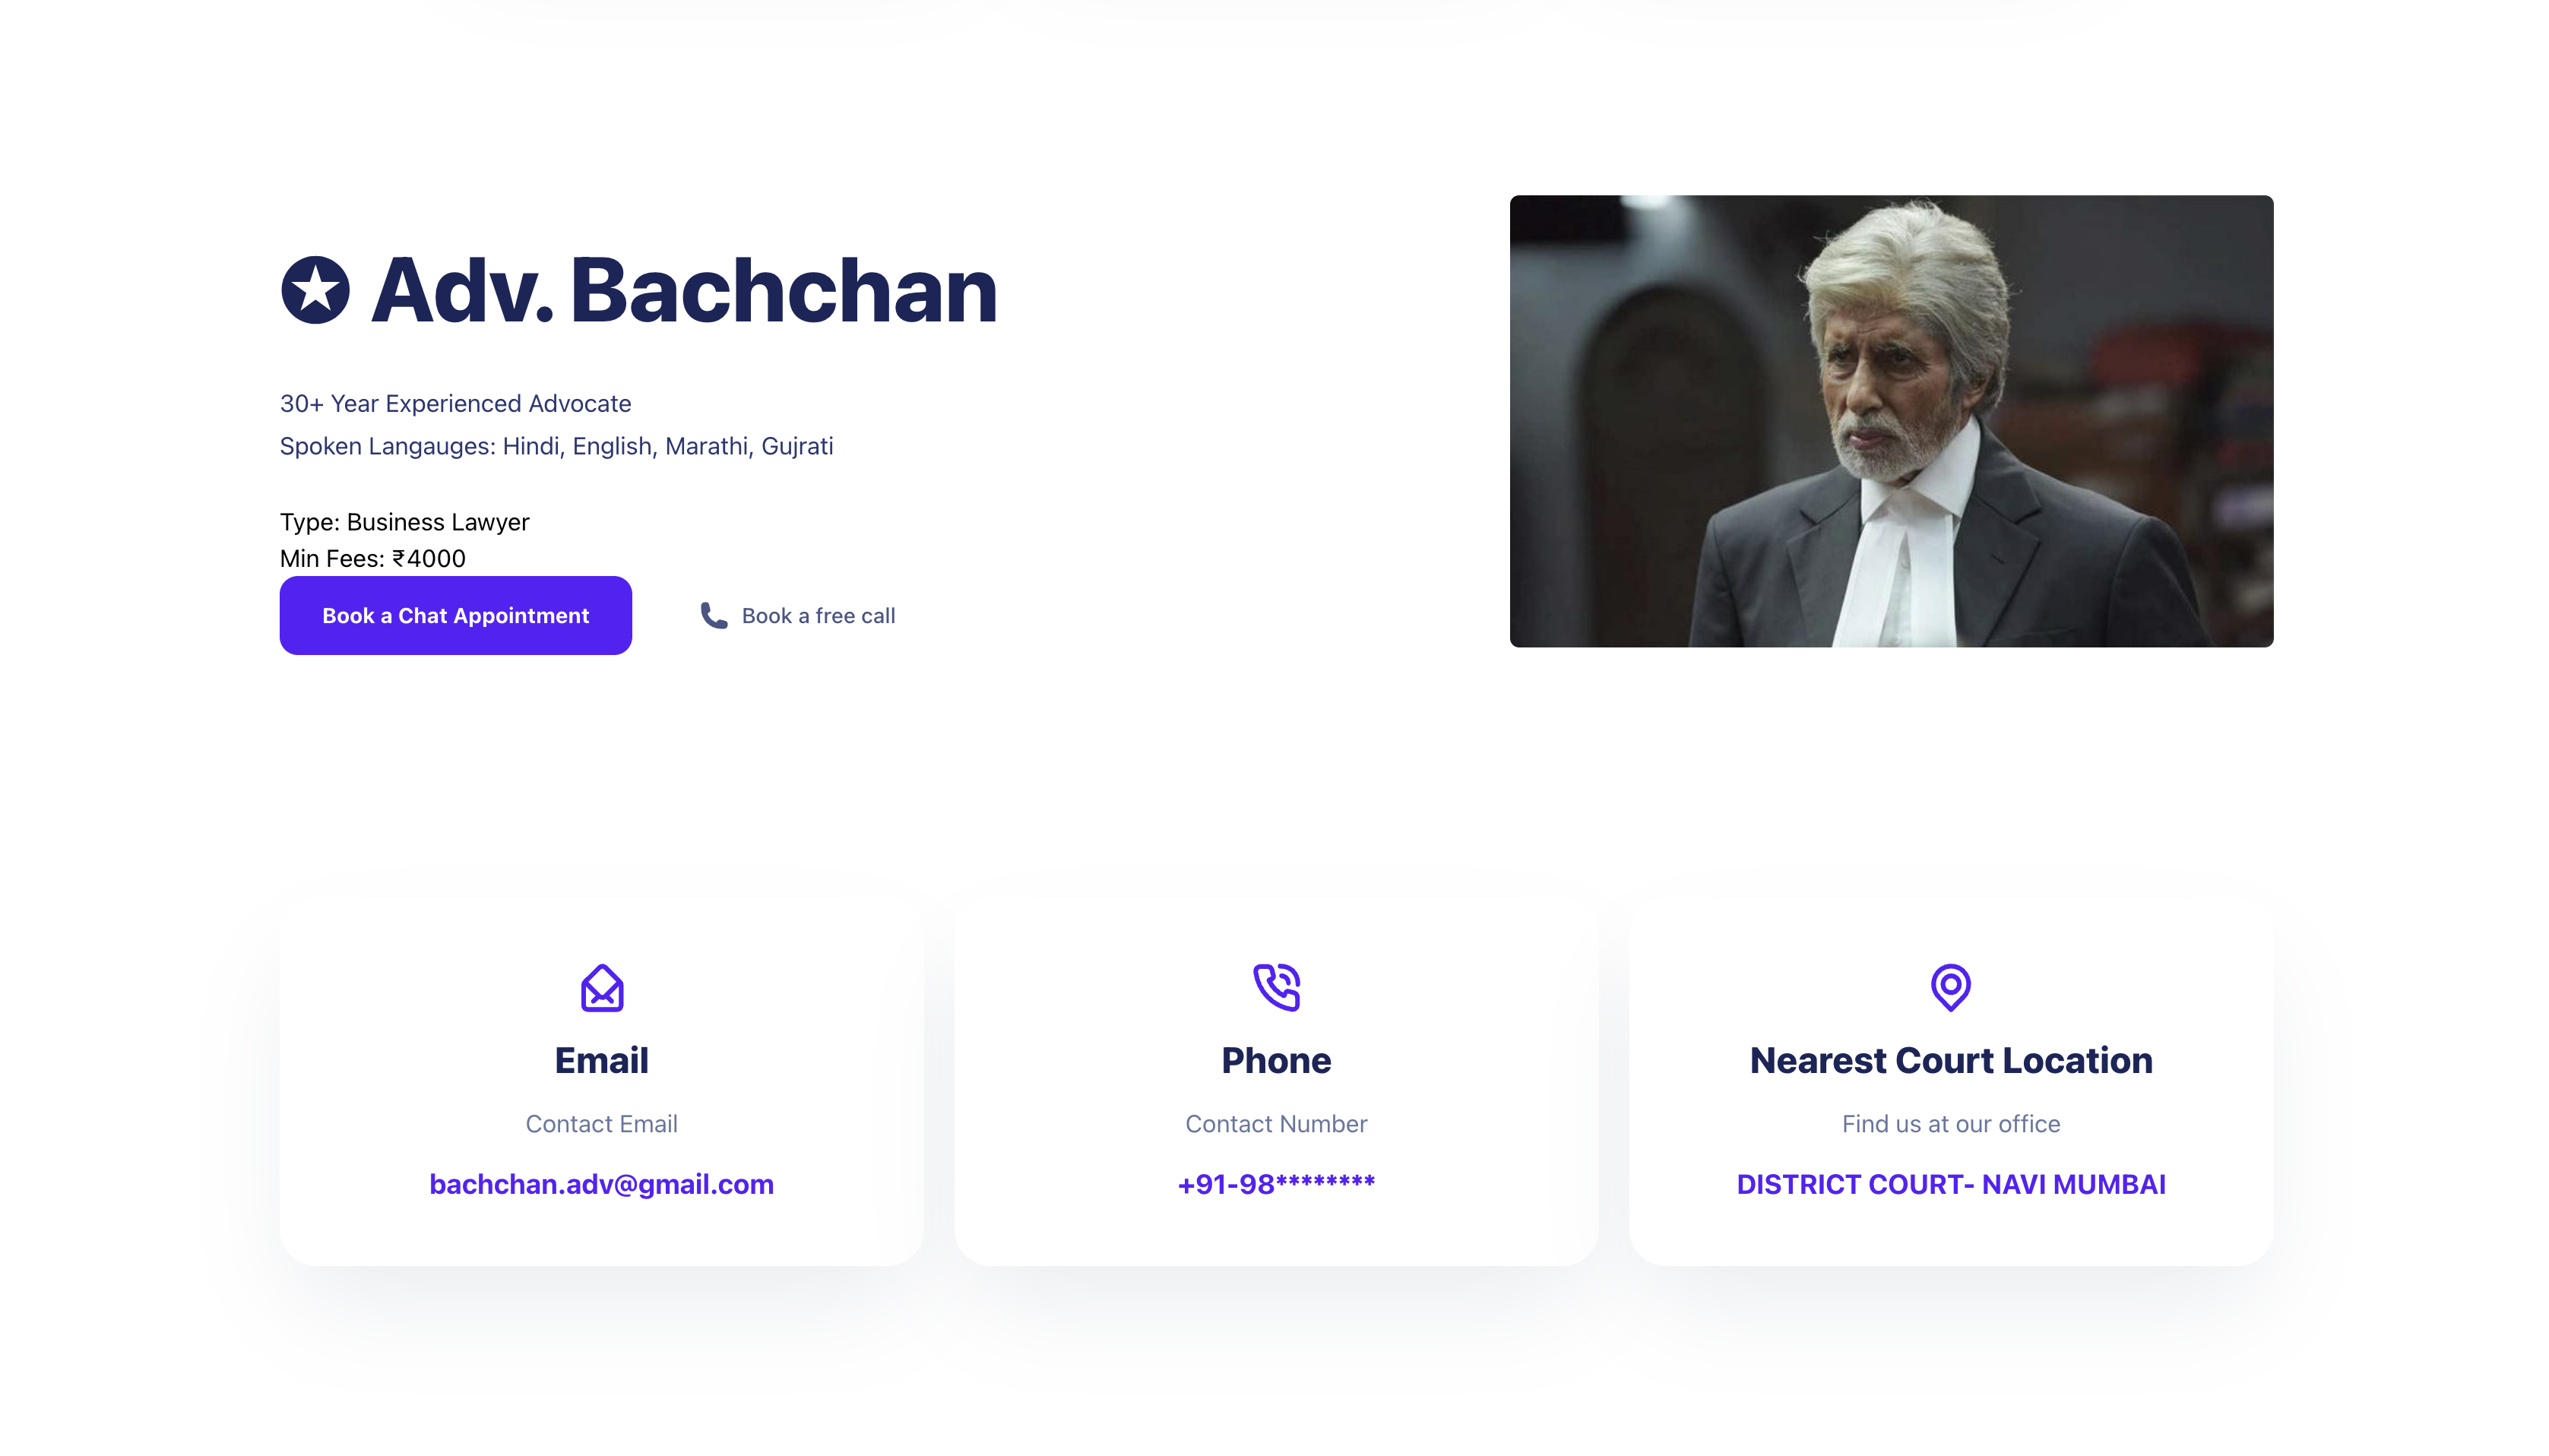 Adv. Bachchan
30+ Year Experienced Advocate
Spoken Langauges: Hindi, English, Marathi, Gujrati
Type: Business Lawyer
Min Fees: ₹4000
Book a Chat Appointment
Book a free call
Email
Contact Email
bachchan.adv@gmail.com
Phone
Contact Number
+91-98********
Nearest Court Location
Find us at our office
DISTRICT COURT- NAVI MUMBAI